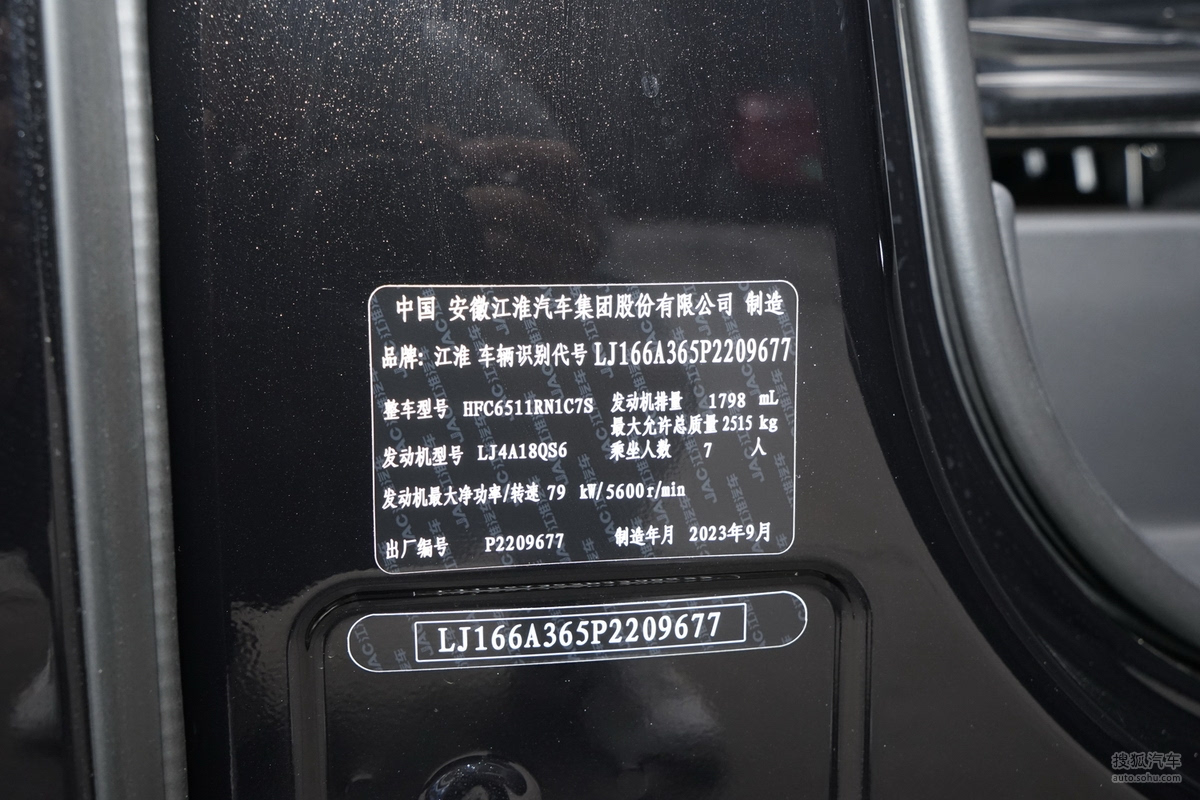 中国 安徽江淮汽车集团股份有限公司 制造
品牌: 江淮 车辆识别代号 LJ166A365P2209677
整车型号 HFC6511RN1C7S 发动机排量 1798 mL
最大允许总质量 2515 kg
发动机型号 LJ4A18QS6 乘坐人数 7 人
发动机最大净功率/转速 79 kW/5600r/min
出厂编号 P2209677 制造年月 2023年9月
LJ166A365P2209677
搜狐汽车
auto.sohu.com